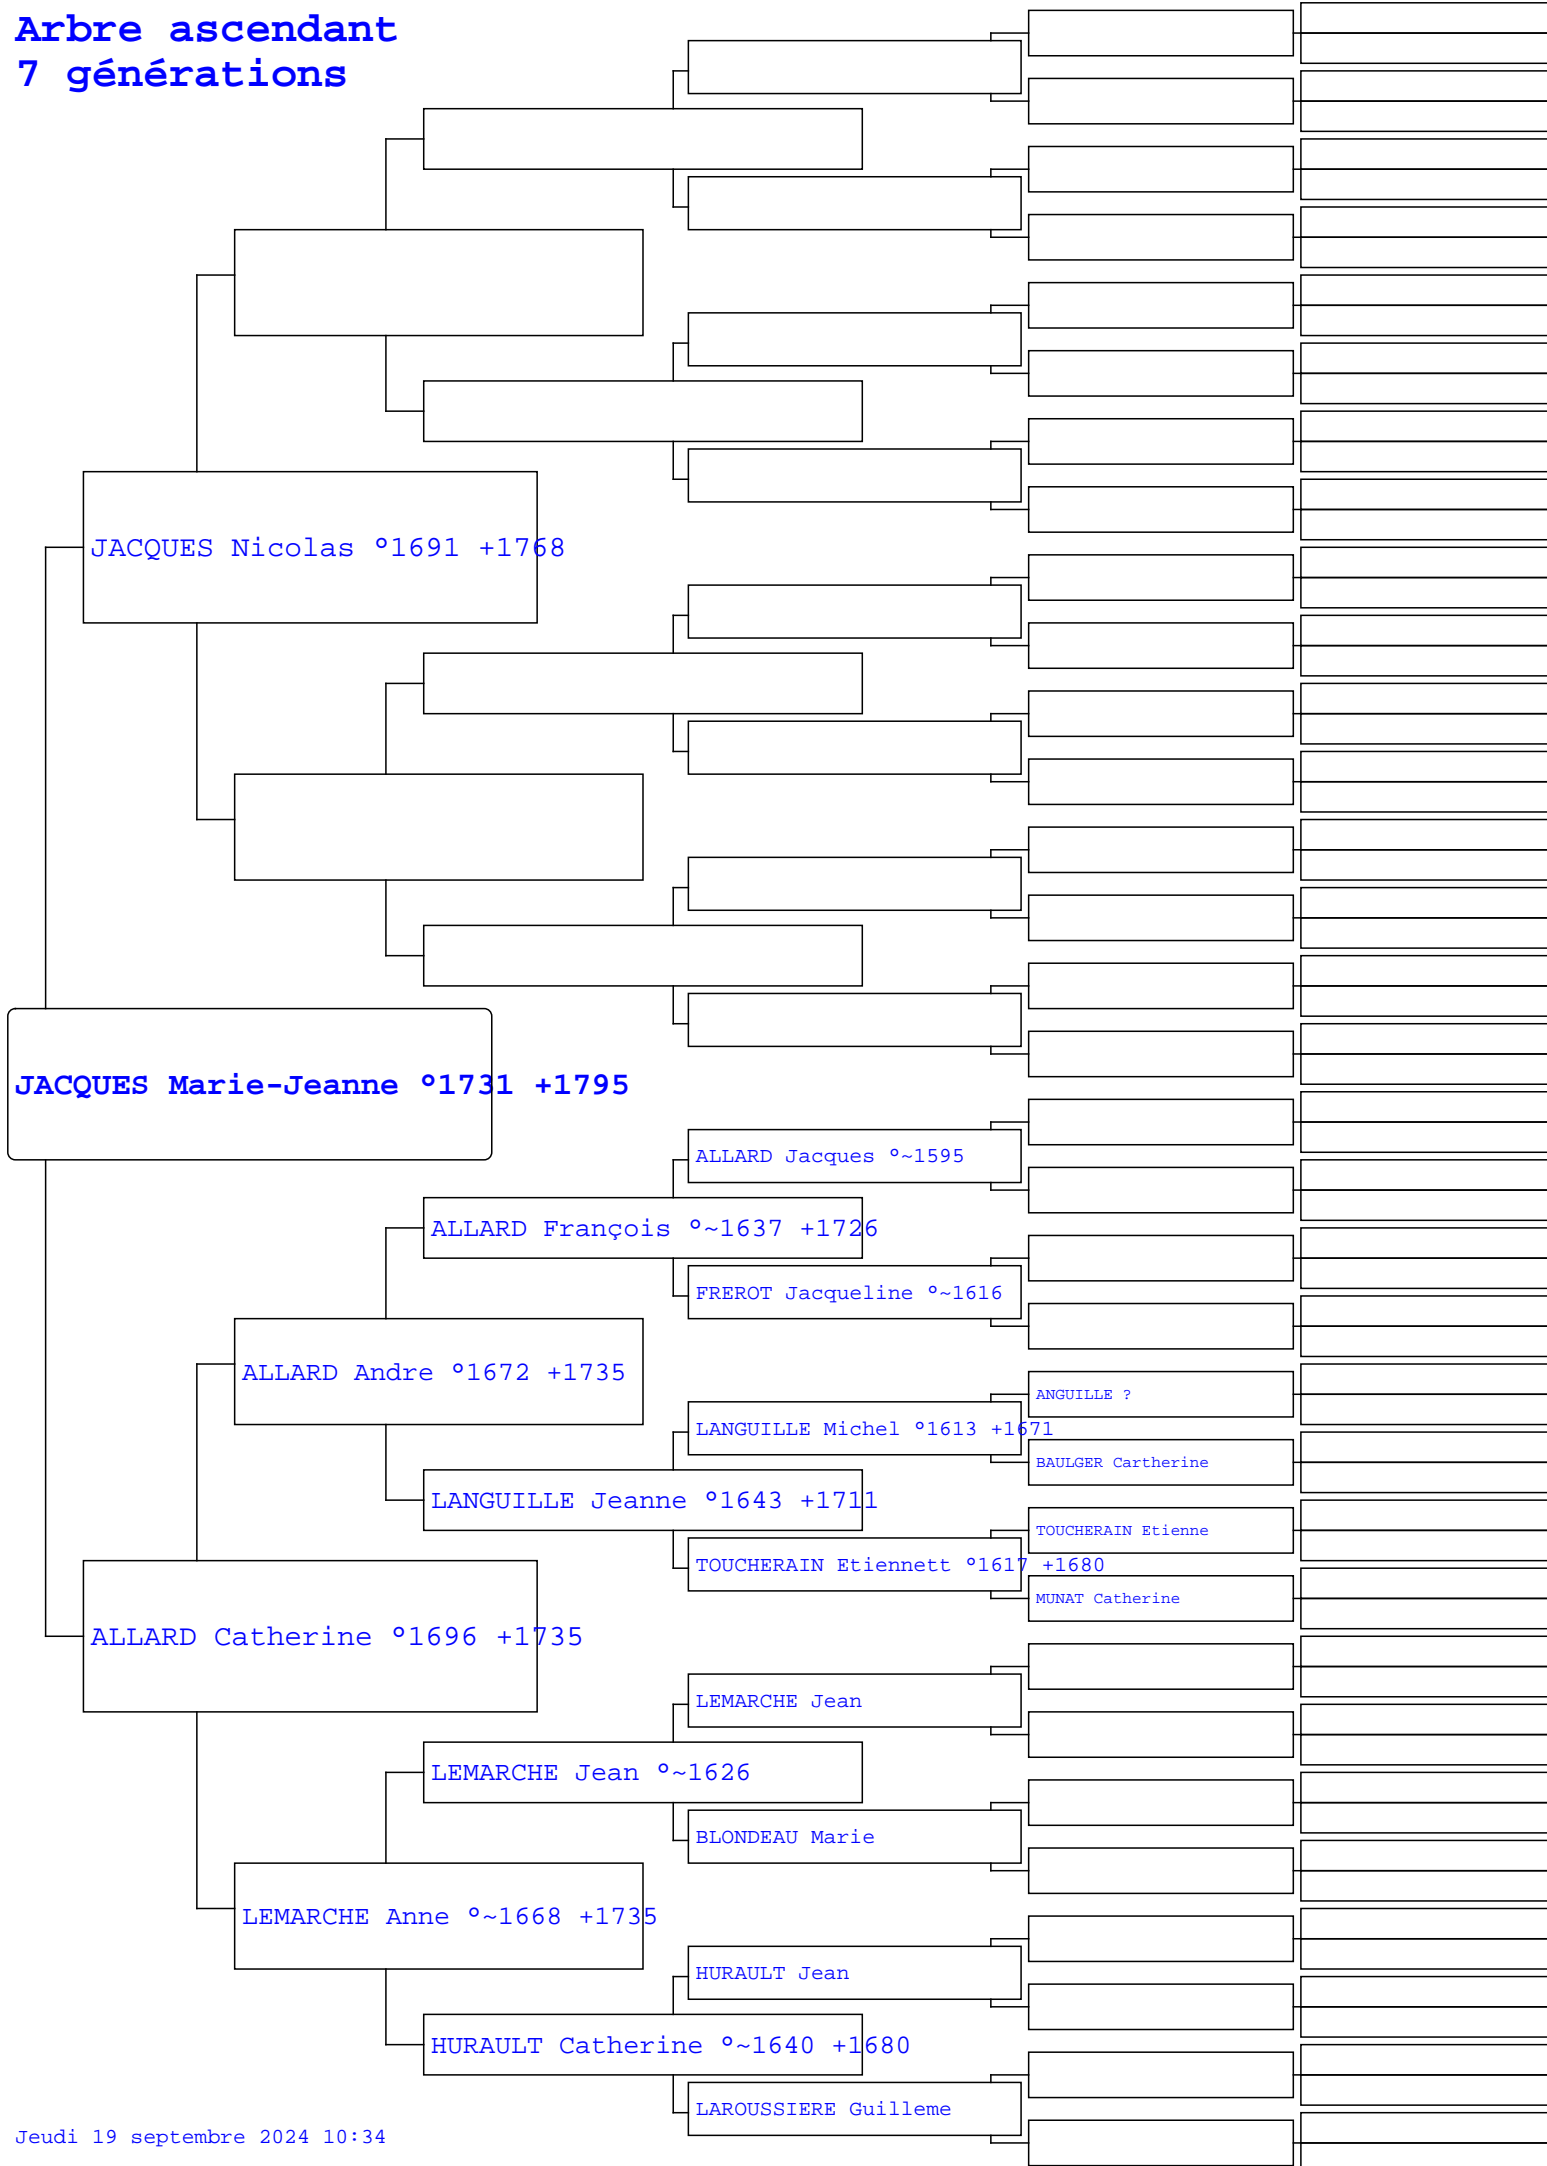 Arbre ascendant
7 générations
JACQUES Nicolas °1691 +1768
JACQUES Marie-Jeanne °1731 +1795
ALLARD Jacques °~1595
ALLARD François °~1637 +1726
FREROT Jacqueline °~1616
ALLARD Andre °1672 +1735
ANGUILLE ?
LANGUILLE Michel °1613 +1671
BAULGER Cartherine
LANGUILLE Jeanne °1643 +1711
TOUCHERAIN Etienne
TOUCHERAIN Etiennett °1617 +1680
MUNAT Catherine
ALLARD Catherine °1696 +1735
LEMARCHE Jean
LEMARCHE Jean °~1626
BLONDEAU Marie
LEMARCHE Anne °~1668 +1735
HURAULT Jean
HURAULT Catherine °~1640 +1680
LAROUSSIERE Guilleme
Jeudi 19 septembre 2024 10:34